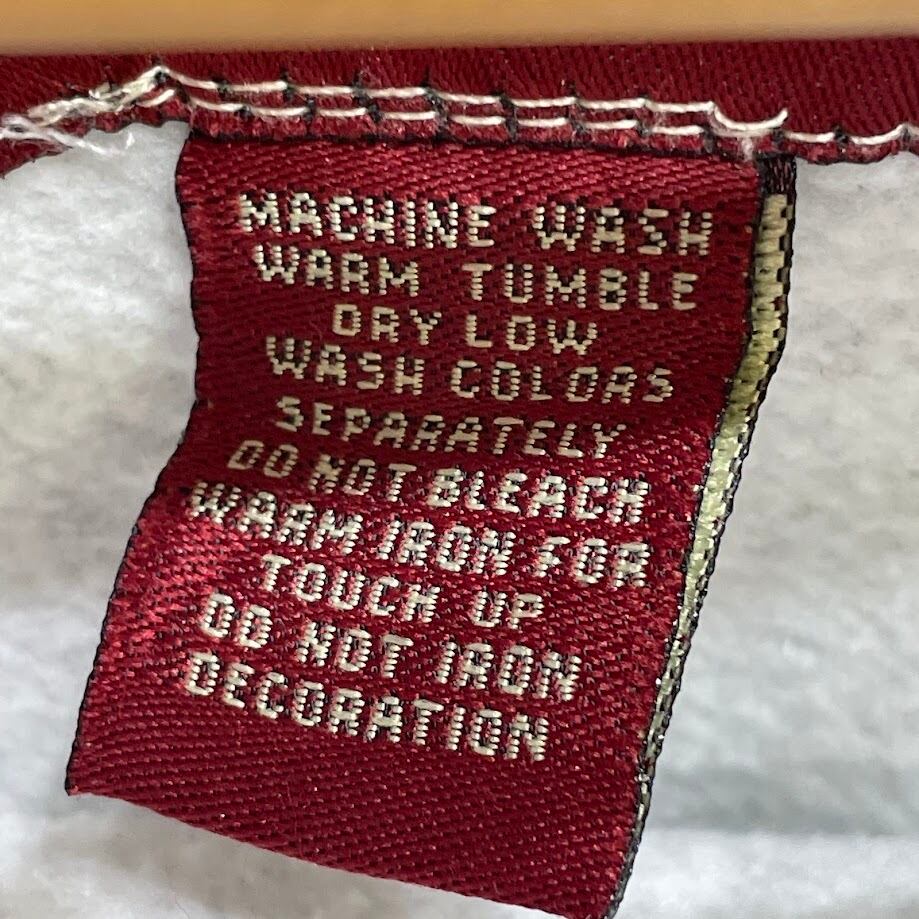 MACHINE WASH
WARM TUMBLE
DRY LOW
WASH COLORS
SEPARATELY
DO NOT BLEACH
WARM IRON FOR
TOUCH UP
DO NOT IRON
DECORATION